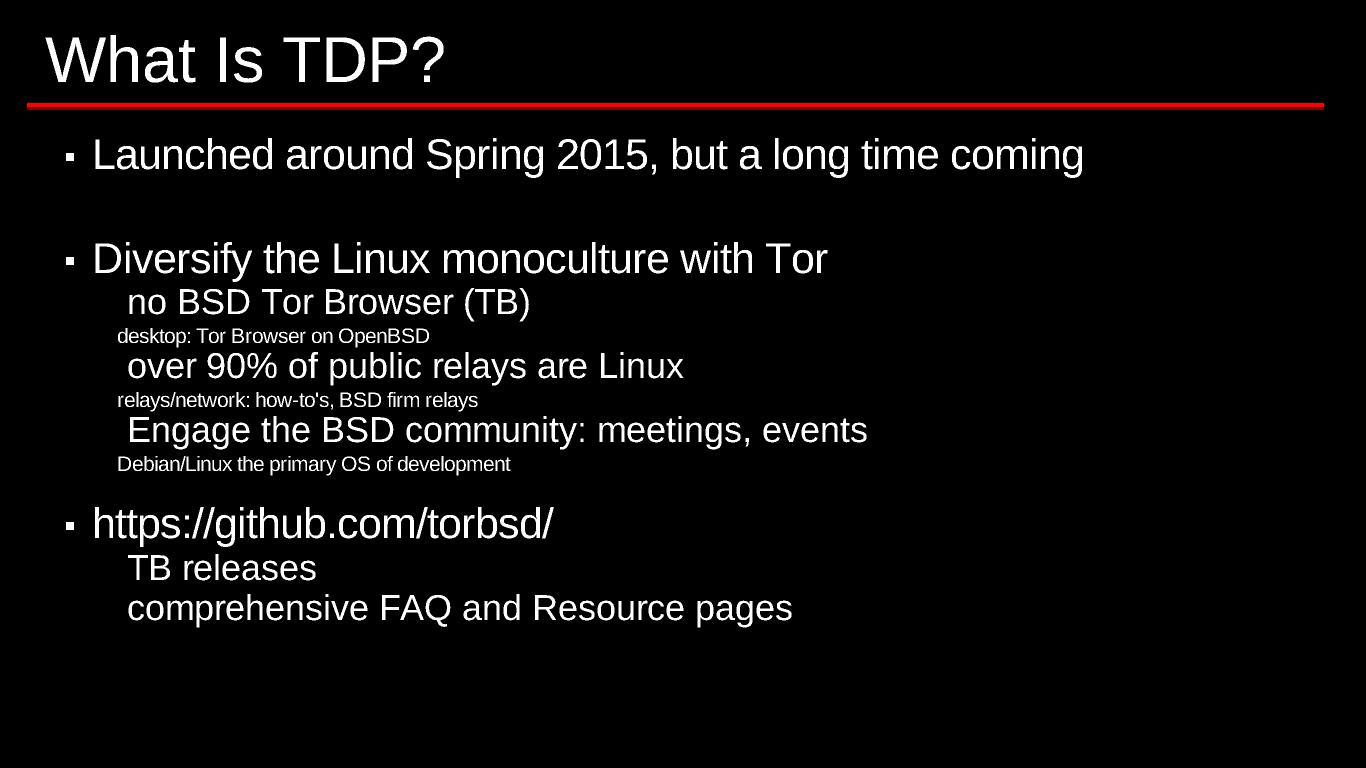 What Is TDP?
▪ Launched around Spring 2015, but a long time coming
▪ Diversify the Linux monoculture with Tor
no BSD Tor Browser (TB)
desktop: Tor Browser on OpenBSD
over 90% of public relays are Linux
relays/network: how-to's, BSD firm relays
Engage the BSD community: meetings, events
Debian/Linux the primary OS of development
▪ https://github.com/torbsd/
TB releases
comprehensive FAQ and Resource pages